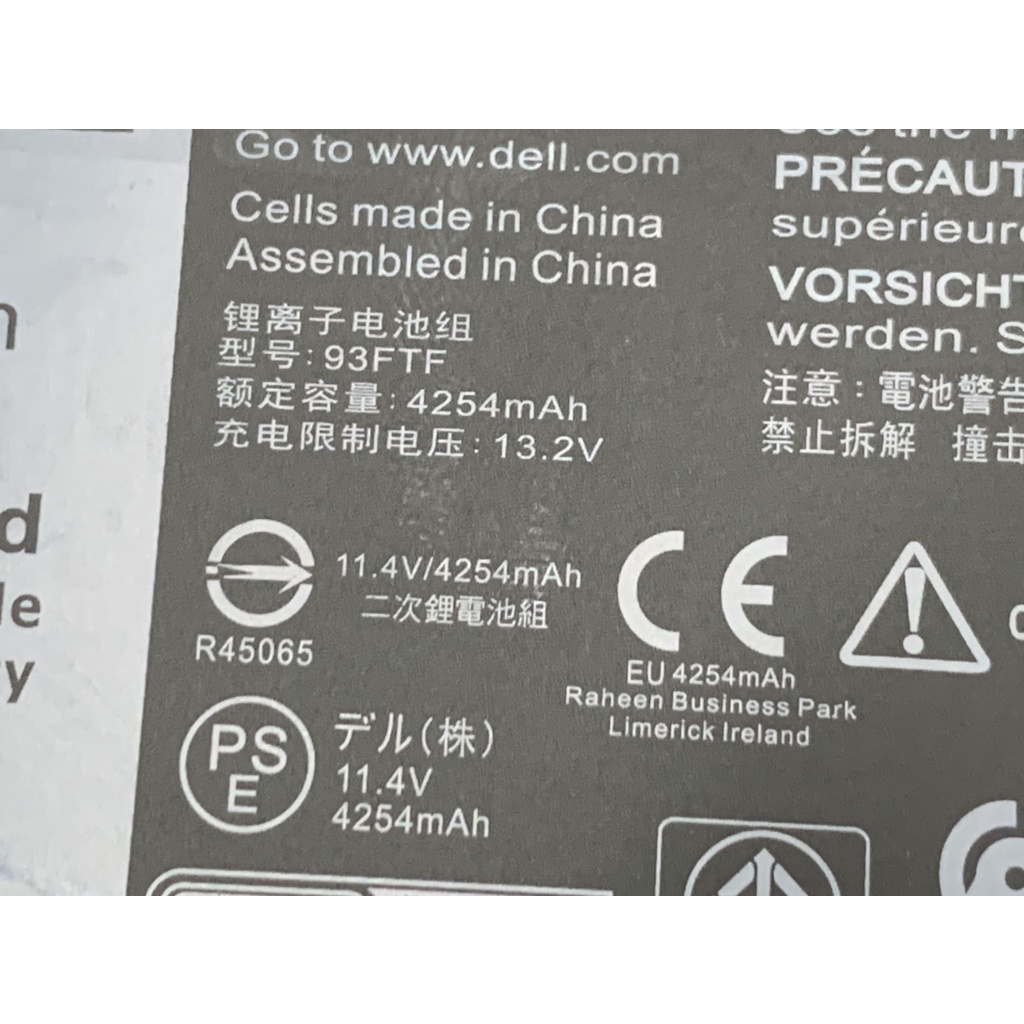 Go to www.dell.com
Cells made in China
Assembled in China
锂离子电池组
型号: 93FTF
额定容量: 4254mAh
充电限制电压: 13.2V
PRÉCAUT
supérieure
VORSICHT
werden. S
注意：電池警告
禁止拆解 撞击
11.4V/4254mAh
二次鋰電池組
R45065
CE
EU 4254mAh
Raheen Business Park
Limerick Ireland
PS
E
デル(株)
11.4V
4254mAh